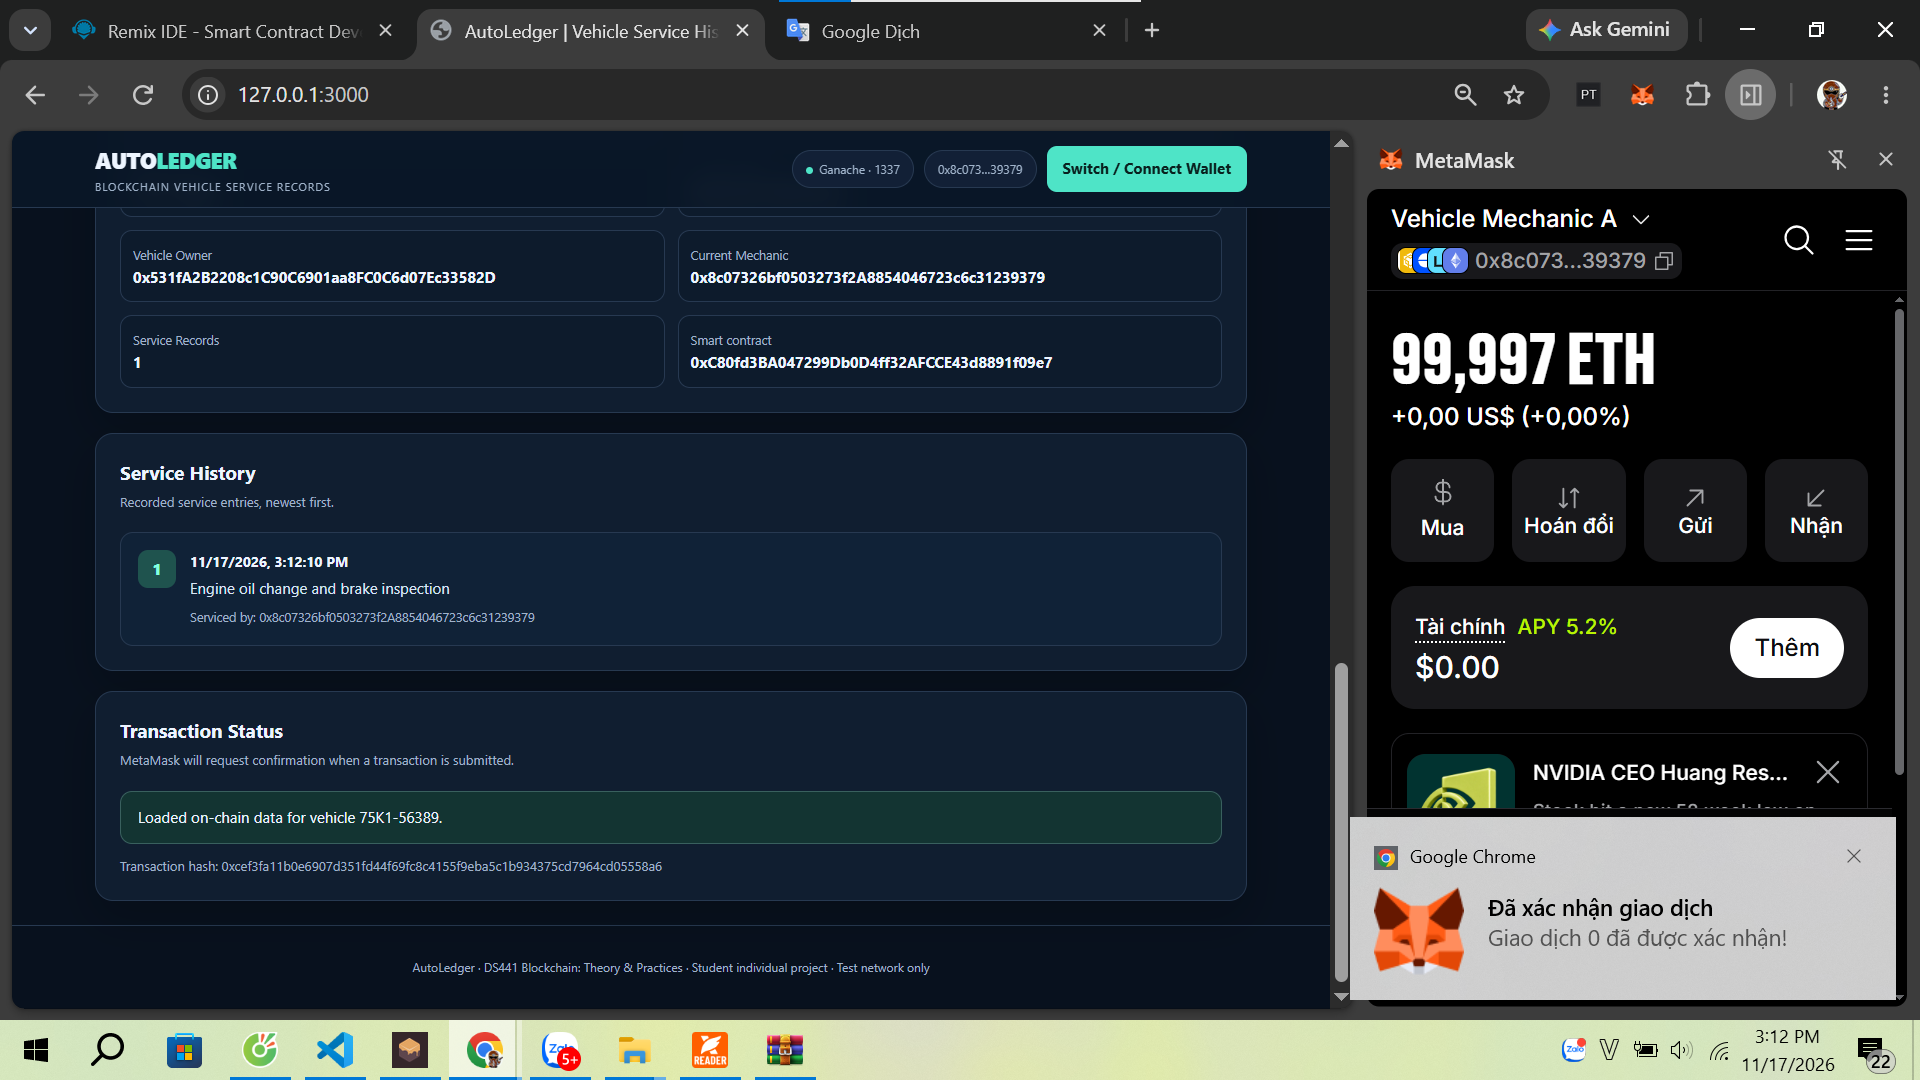 Remix IDE - Smart Contract Dev
AutoLedger | Vehicle Service His
Google Dịch
Ask Gemini
127.0.0.1:3000
PT
AUTOLEDGER
BLOCKCHAIN VEHICLE SERVICE RECORDS
Ganache · 1337
0x8c073...39379
Switch / Connect Wallet
Vehicle Owner
0x531fA2B2208c1C90C6901aa8FC0C6d07Ec33582D
Current Mechanic
0x8c07326bf0503273f2A8854046723c6c31239379
Service Records
1
Smart contract
0xC80fd3BA047299Db0D4ff32AFCCE43d8891f09e7
Service History
Recorded service entries, newest first.
1
11/17/2026, 3:12:10 PM
Engine oil change and brake inspection
Serviced by: 0x8c07326bf0503273f2A8854046723c6c31239379
Transaction Status
MetaMask will request confirmation when a transaction is submitted.
Loaded on-chain data for vehicle 75K1-56389.
Transaction hash: 0xcef3fa11b0e6907d351fd44f69fc8c4155f9eba5c1b934375cd7964cd05558a6
AutoLedger · DS441 Blockchain: Theory & Practices · Student individual project · Test network only
MetaMask
Vehicle Mechanic A
0x8c073...39379
99,997 ETH
+0,00 US$ (+0,00%)
Mua
Hoán đổi
Gửi
Nhận
Tài chính APY 5.2%
$0.00
Thêm
NVIDIA CEO Huang Res...
Google Chrome
Đã xác nhận giao dịch
Giao dịch 0 đã được xác nhận!
Zalo
5+
READER
3:12 PM
11/17/2026
22